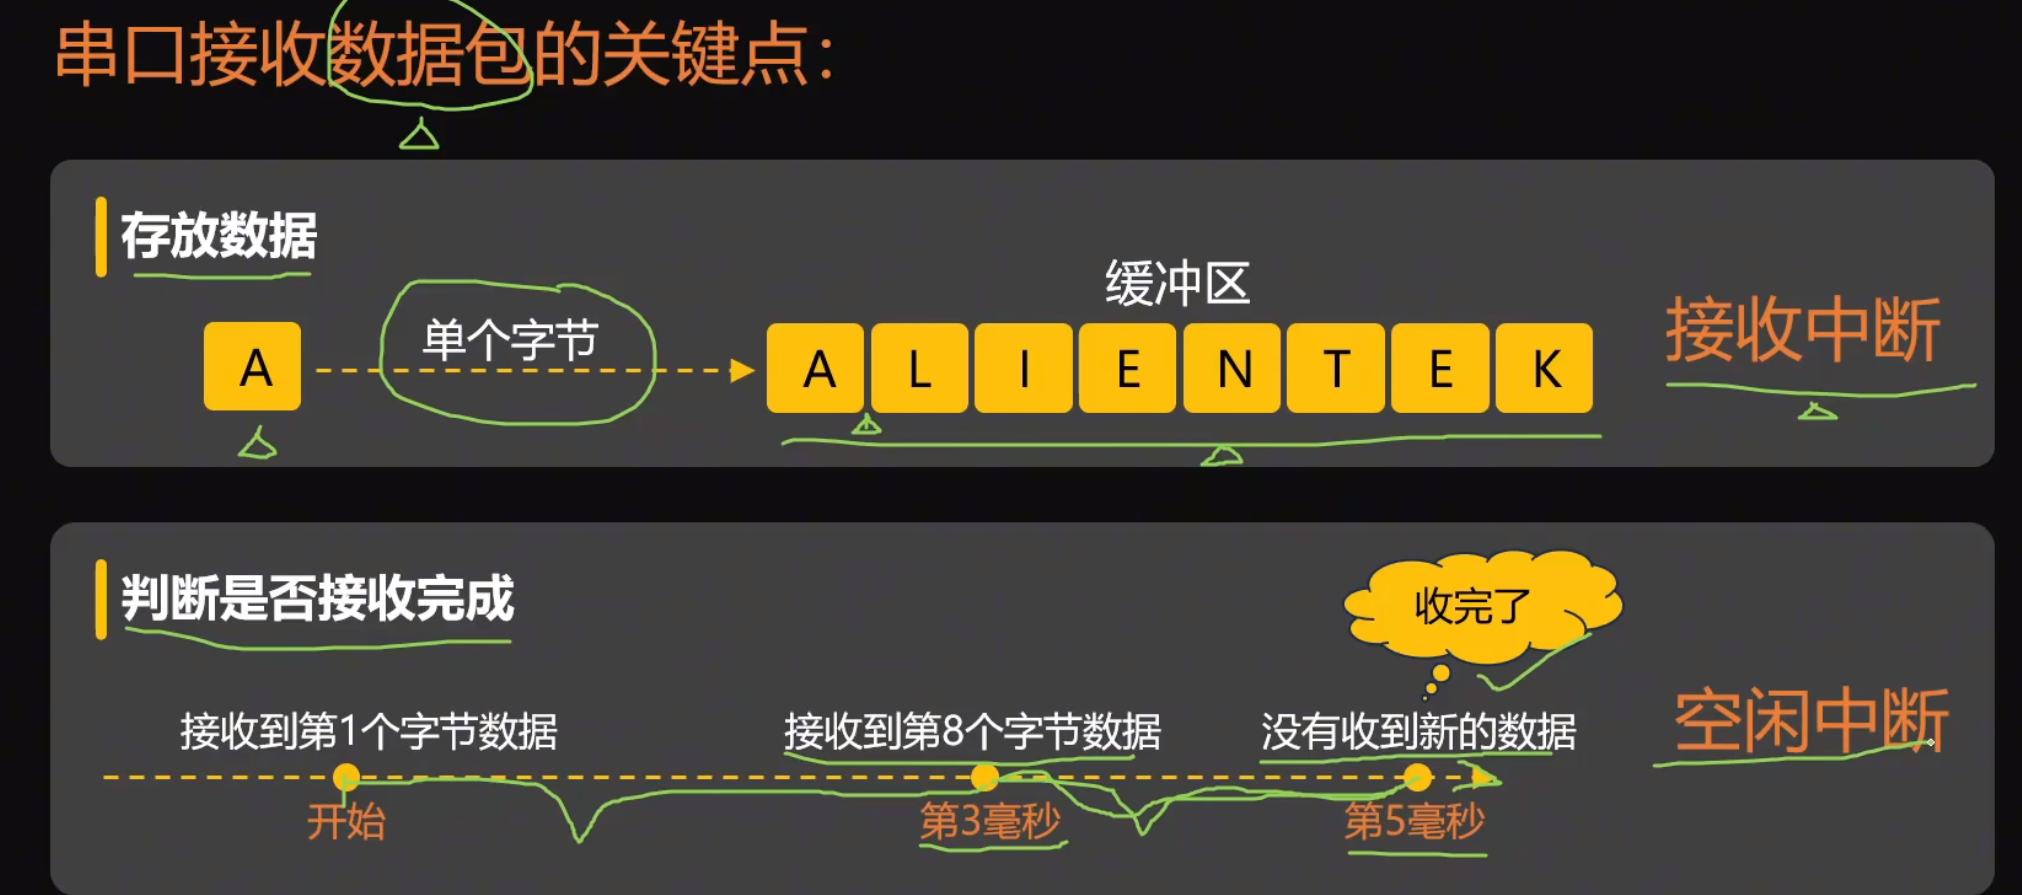 串口接收数据包的关键点：
存放数据
缓冲区
A 单个字节 A L I E N T E K 接收中断
判断是否接收完成
收完了
接收到第1个字节数据 接收到第8个字节数据 没有收到新的数据 空闲中断
开始 第3毫秒 第5毫秒